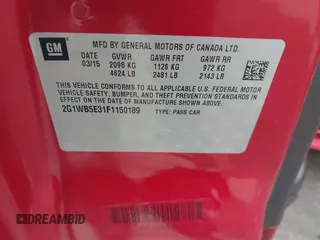 GM
MFD BY GENERAL MOTORS OF CANADA LTD.
DATE GVWR GAWR FRT GAWR RR
03/15 2098 KG 1126 KG 972 KG
4624 LB 2481 LB 2143 LB
THIS VEHICLE CONFORMS TO ALL APPLICABLE U.S. FEDERAL MOTOR
VEHICLE SAFETY, BUMPER, AND THEFT PREVENTION STANDARDS
IN EFFECT ON THE DATE OF MANUFACTURE SHOWN ABOVE.
2G1WB5E31F1150189 TYPE: PASS CAR
DREAMBID